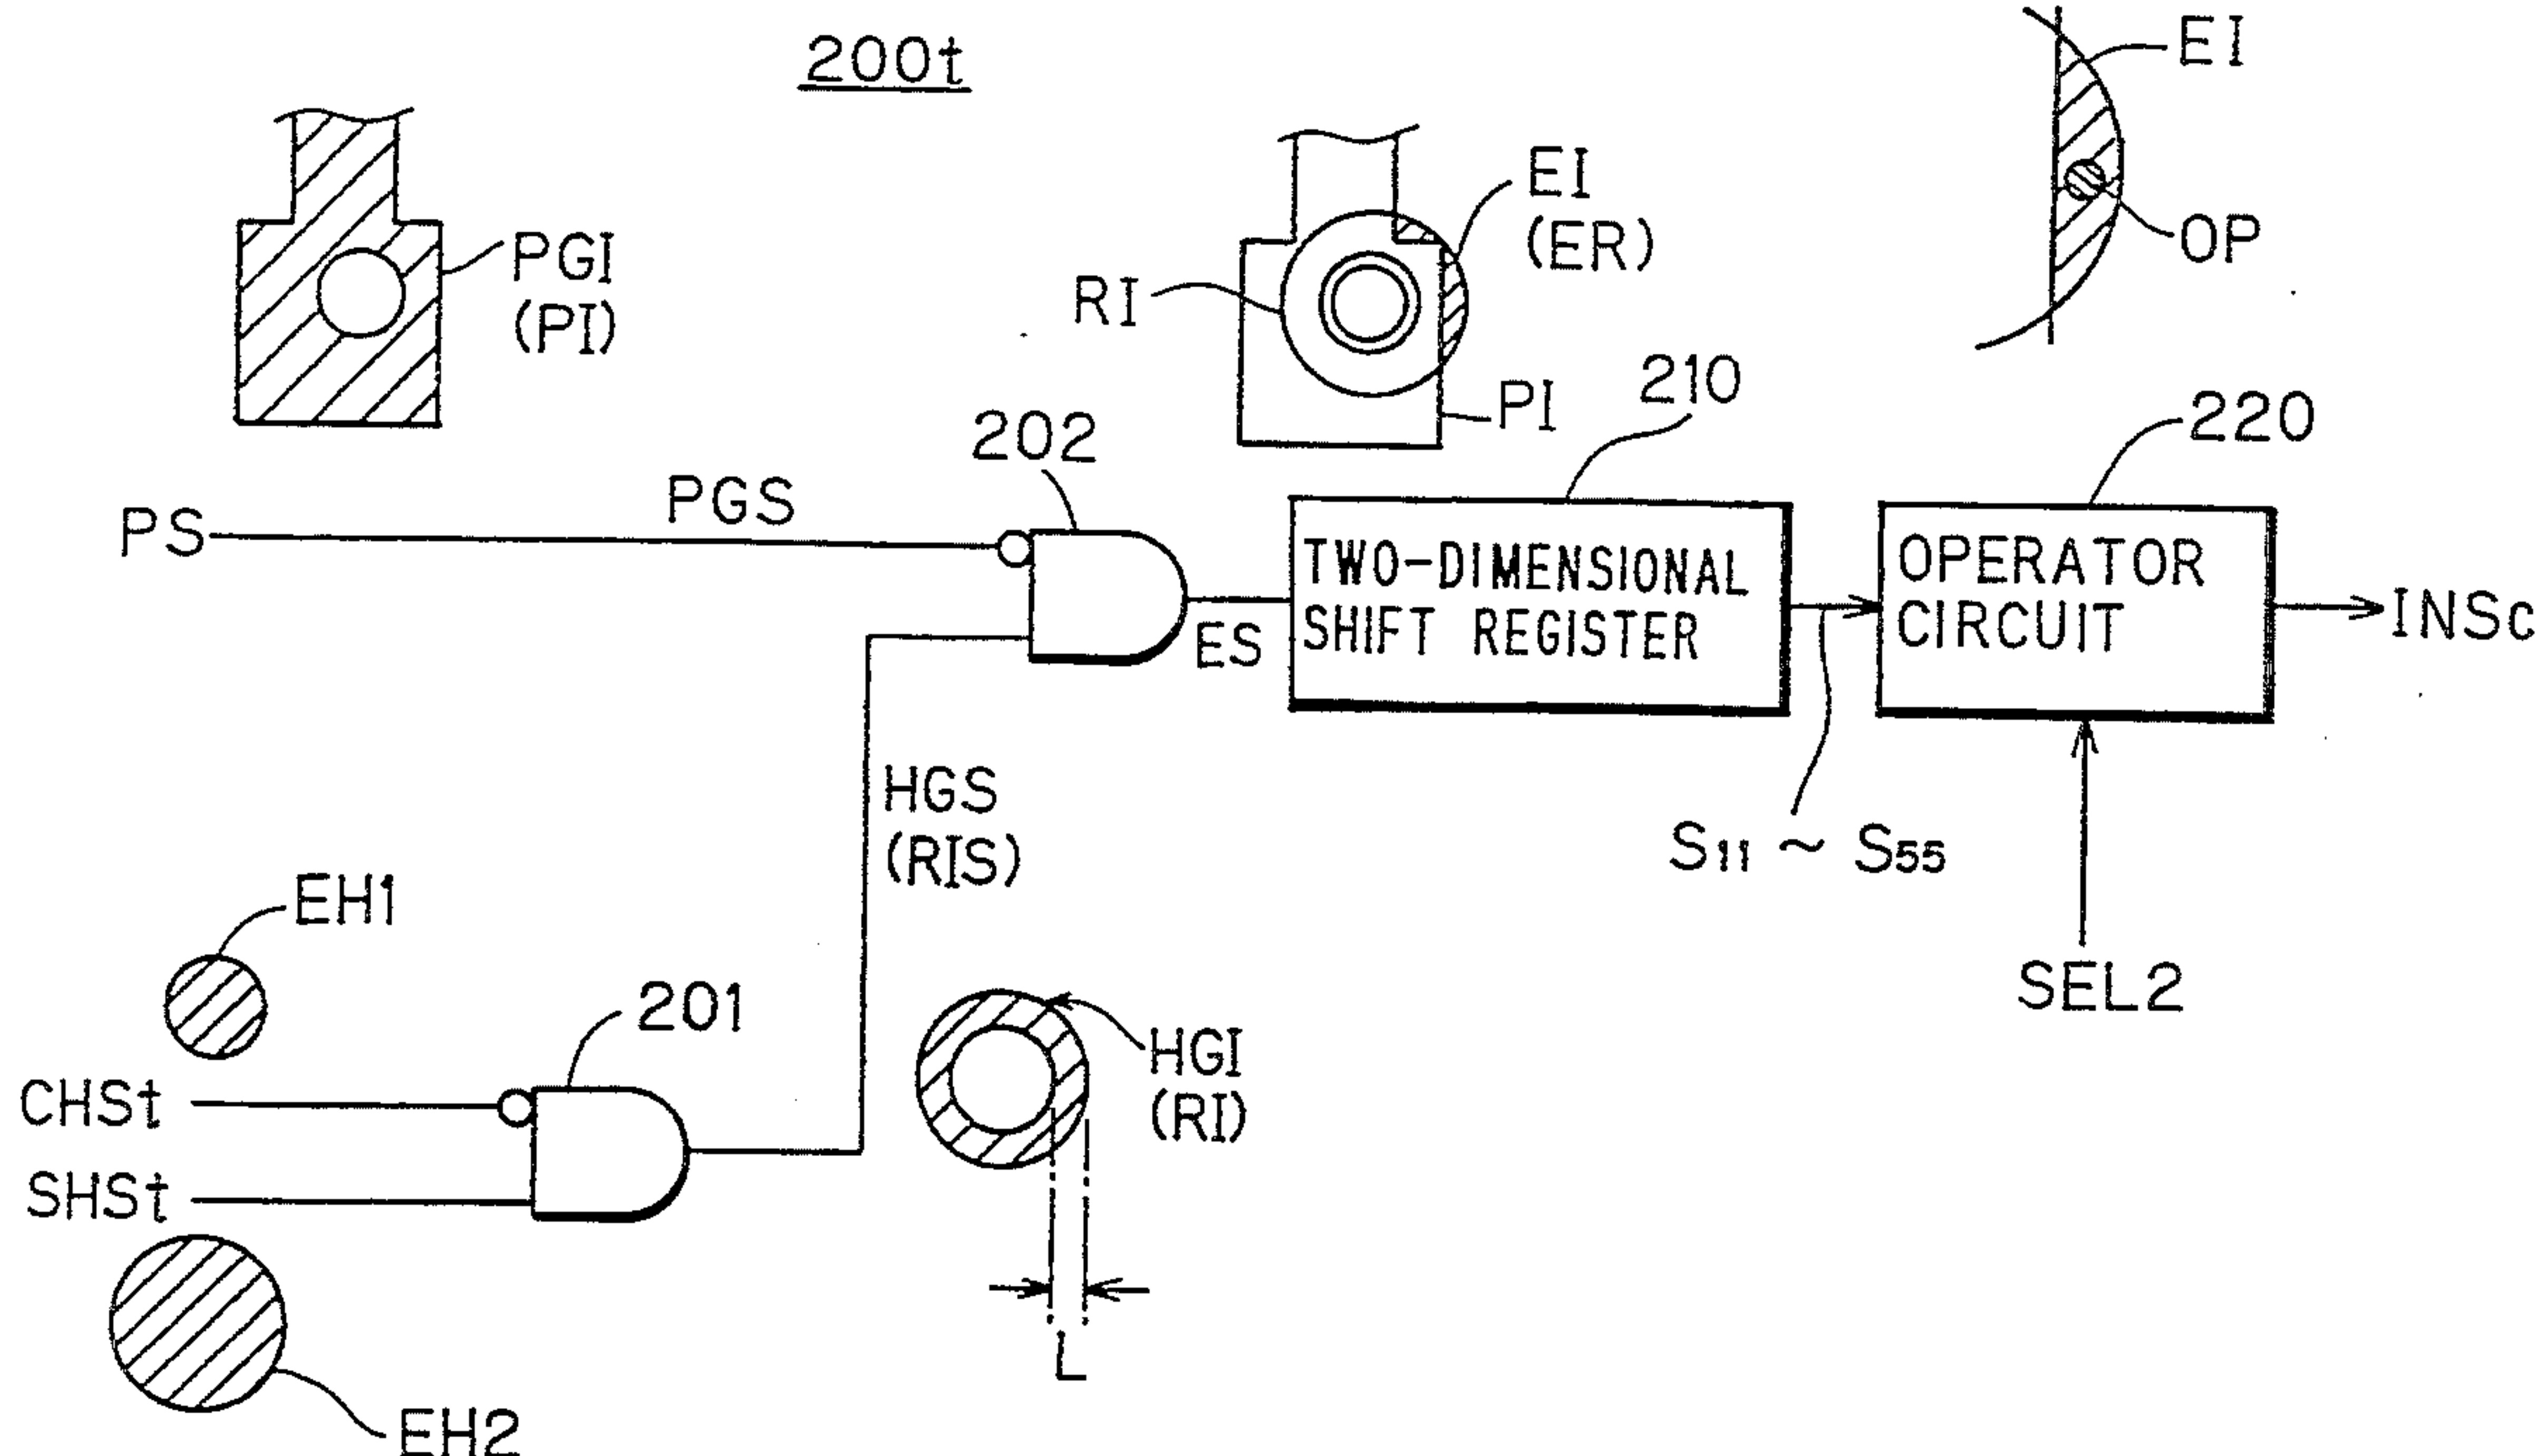 200t
EI
OP
PGI
(PI)
EI
(ER)
RI
PI
210
202
220
PS
PGS
ES
TWO-DIMENSIONAL
SHIFT REGISTER
OPERATOR
CIRCUIT
INSc
HGS
(RIS)
S11 ~ S55
SEL2
EH1
201
HGI
(RI)
CHSt
SHSt
L
EH2